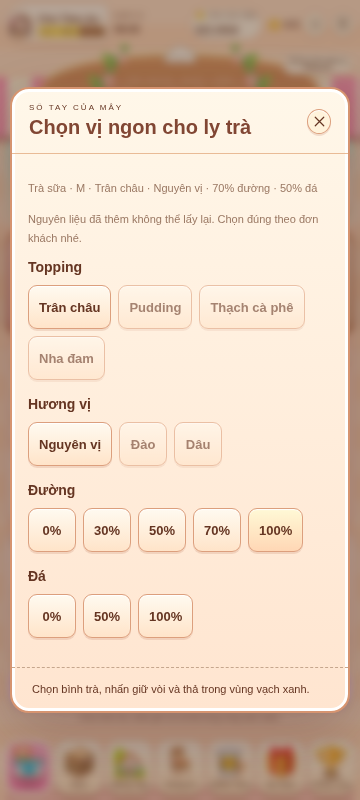 SỔ TAY CỦA MÂY
Chọn vị ngon cho ly trà
Trà sữa · M · Trân châu · Nguyên vị · 70% đường · 50% đá
Nguyên liệu đã thêm không thể lấy lại. Chọn đúng theo đơn
khách nhé.
Topping
Trân châu Pudding Thạch cà phê
Nha đam
Hương vị
Nguyên vị Đào Dâu
Đường
0% 30% 50% 70% 100%
Đá
0% 50% 100%
Chọn bình trà, nhấn giữ vòi và thả trong vùng vạch xanh.